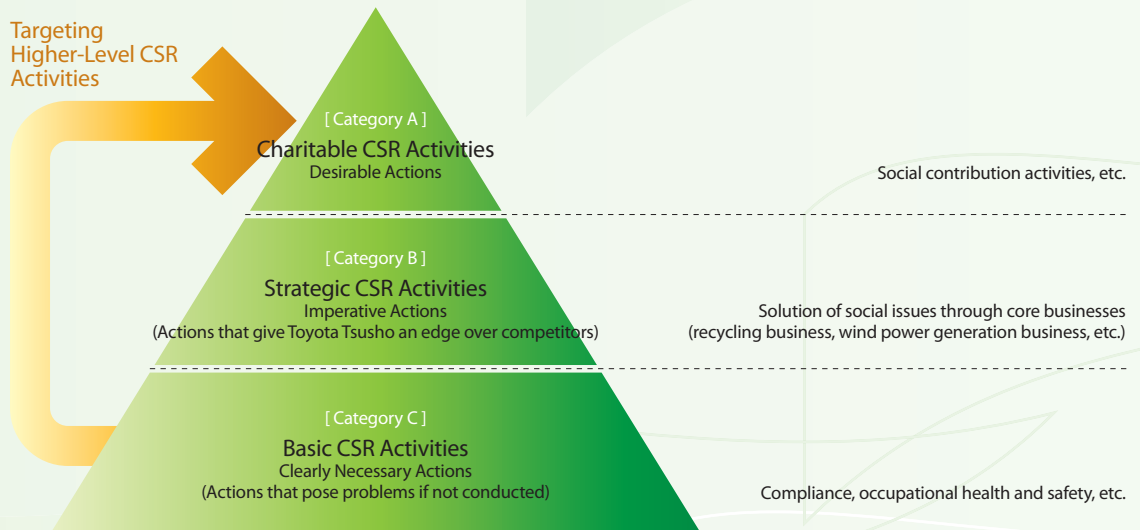 Targeting
Higher-Level CSR
Activities
[ Category A ]
Charitable CSR Activities
Desirable Actions
Social contribution activities, etc.
[ Category B ]
Strategic CSR Activities
Imperative Actions
(Actions that give Toyota Tsusho an edge over competitors)
Solution of social issues through core businesses
(recycling business, wind power generation business, etc.)
[ Category C ]
Basic CSR Activities
Clearly Necessary Actions
(Actions that pose problems if not conducted)
Compliance, occupational health and safety, etc.